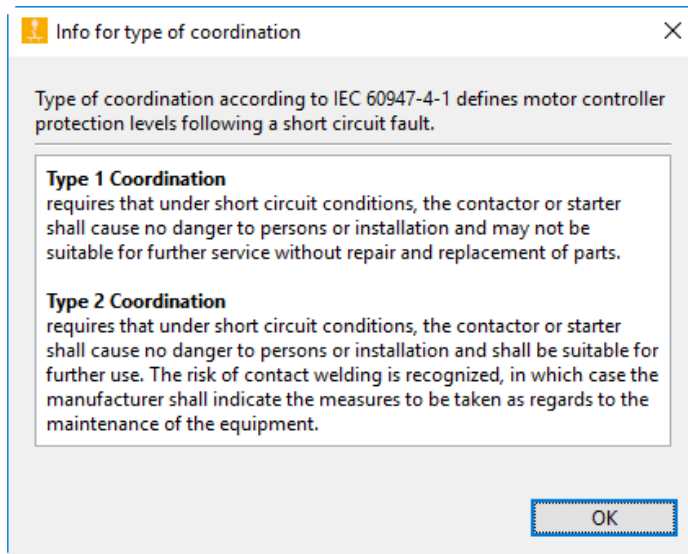 Info for type of coordination
Type of coordination according to IEC 60947-4-1 defines motor controller
protection levels following a short circuit fault.
Type 1 Coordination
requires that under short circuit conditions, the contactor or starter
shall cause no danger to persons or installation and may not be
suitable for further service without repair and replacement of parts.
Type 2 Coordination
requires that under short circuit conditions, the contactor or starter
shall cause no danger to persons or installation and shall be suitable for
further use. The risk of contact welding is recognized, in which case the
manufacturer shall indicate the measures to be taken as regards to the
maintenance of the equipment.
OK